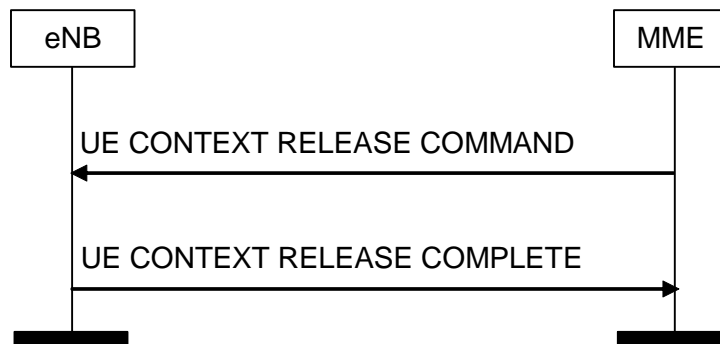 eNB
MME
UE CONTEXT RELEASE COMMAND
UE CONTEXT RELEASE COMPLETE